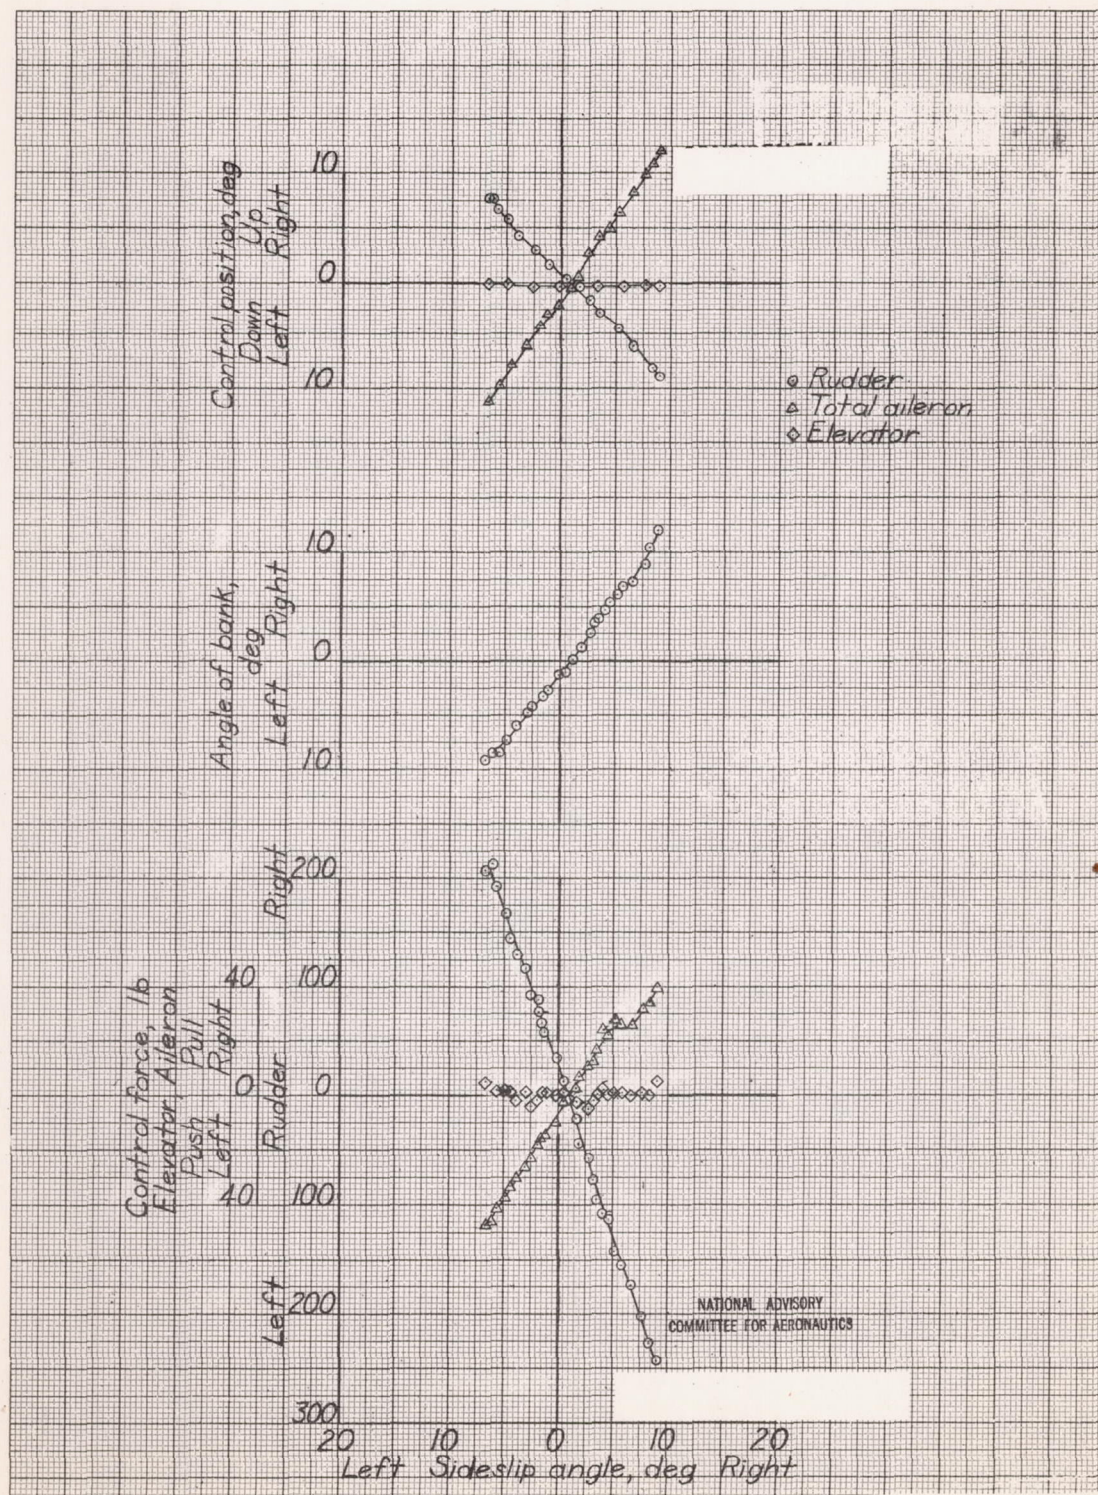 10
Control position, deg
Down Up
Left Right
0
10
Rudder
Total aileron
Elevator
10
Angle of bank,
deg
Left Right
0
10
Right
200
40
100
Control force, lb
Elevator, Aileron
Push Pull
Left Right
0
0
Rudder
40
100
Left
200
NATIONAL ADVISORY
COMMITTEE FOR AERONAUTICS
300
20 10 0 10 20
Left Sideslip angle, deg Right